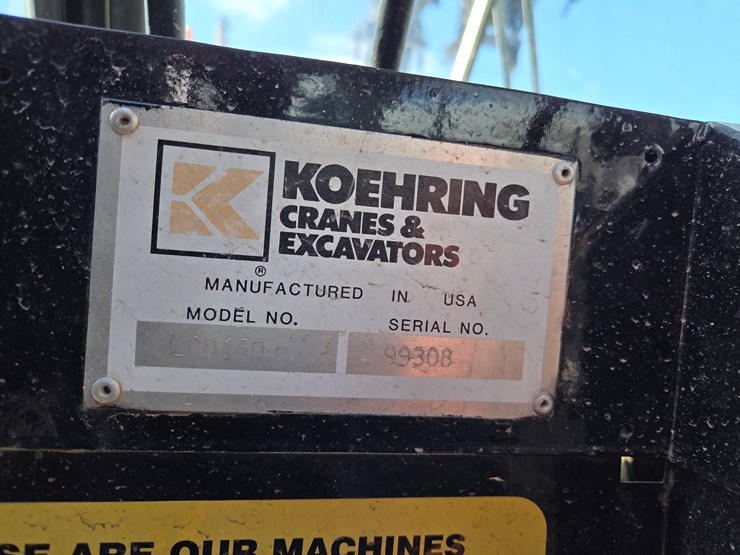 KOEHRING
CRANES &
EXCAVATORS
®
MANUFACTURED IN USA
MODEL NO. SERIAL NO.
99308
ARE OUR MACHINES